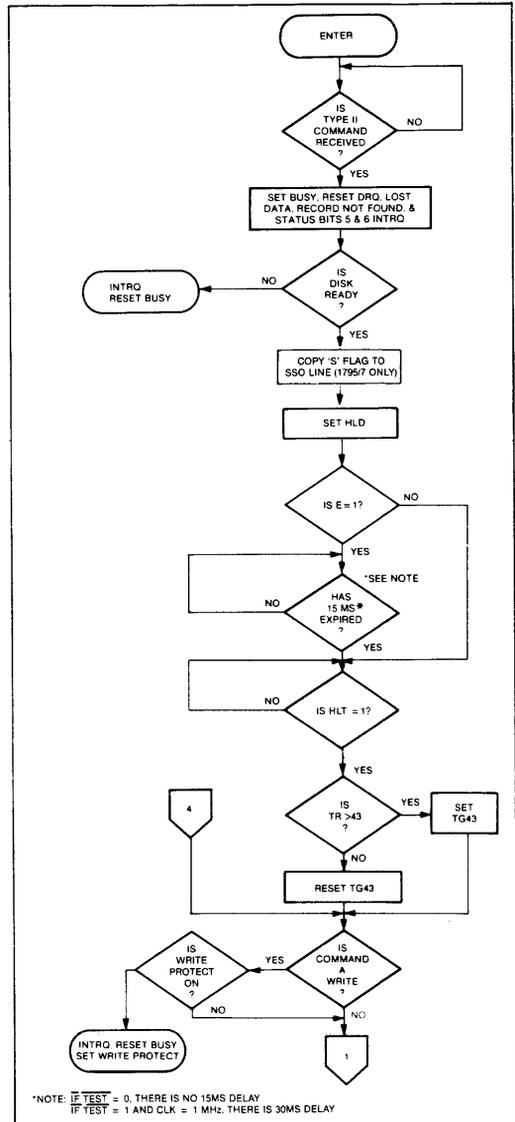 ENTER
IS
TYPE II
COMMAND
RECEIVED
?
NO
YES
SET BUSY, RESET DRQ, LOST
DATA, RECORD NOT FOUND, &
STATUS BITS 5 & 6 INTRQ
IS
DISK
READY
?
NO
INTRQ
RESET BUSY
YES
COPY 'S' FLAG TO
SSO LINE (1795/7 ONLY)
SET HLD
IS E = 1?
NO
YES
*SEE NOTE
HAS
15 MS*
EXPIRED
?
NO
YES
IS HLT = 1?
NO
YES
4
IS
TR >43
?
YES
SET
TG43
NO
RESET TG43
IS
WRITE
PROTECT
ON
?
YES
IS
COMMAND
A
WRITE
?
NO
NO
INTRQ, RESET BUSY
SET WRITE PROTECT
1
*NOTE: IF TEST = 0, THERE IS NO 15MS DELAY
IF TEST = 1 AND CLK = 1 MHz, THERE IS 30MS DELAY